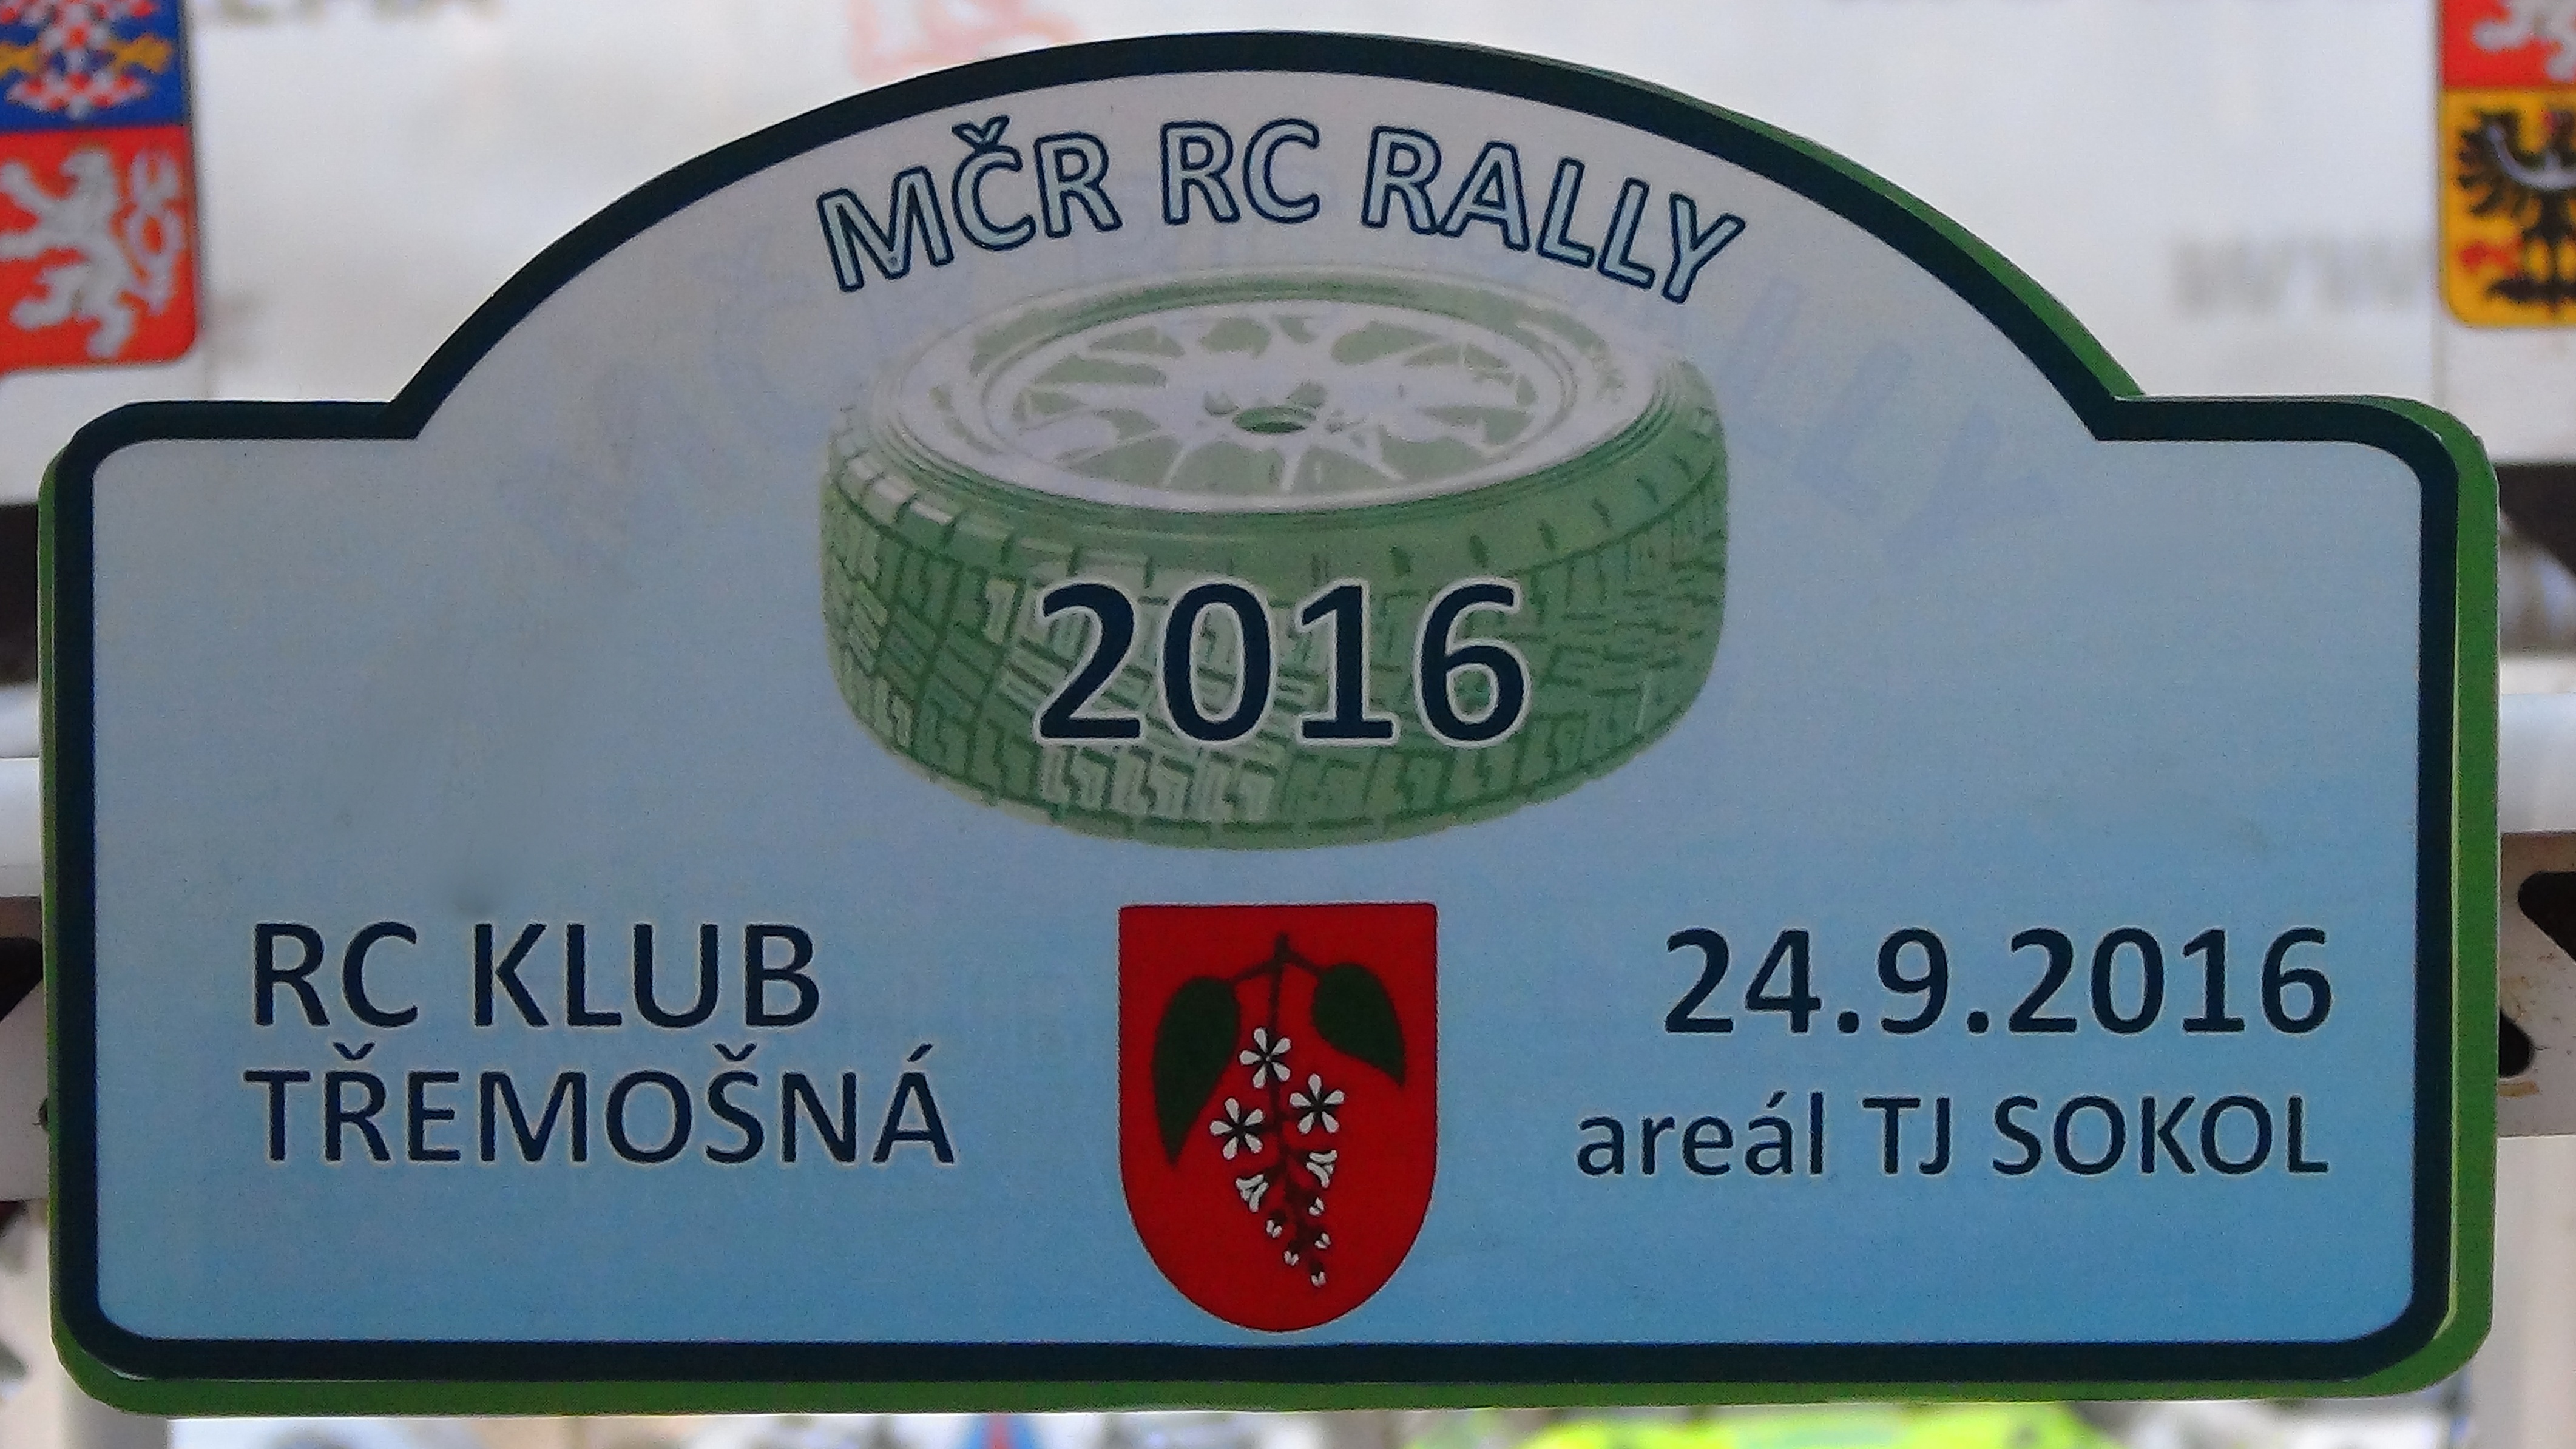 MČR RC RALLY
2016
RC KLUB
TŘEMOŠNÁ
24.9.2016
areál TJ SOKOL